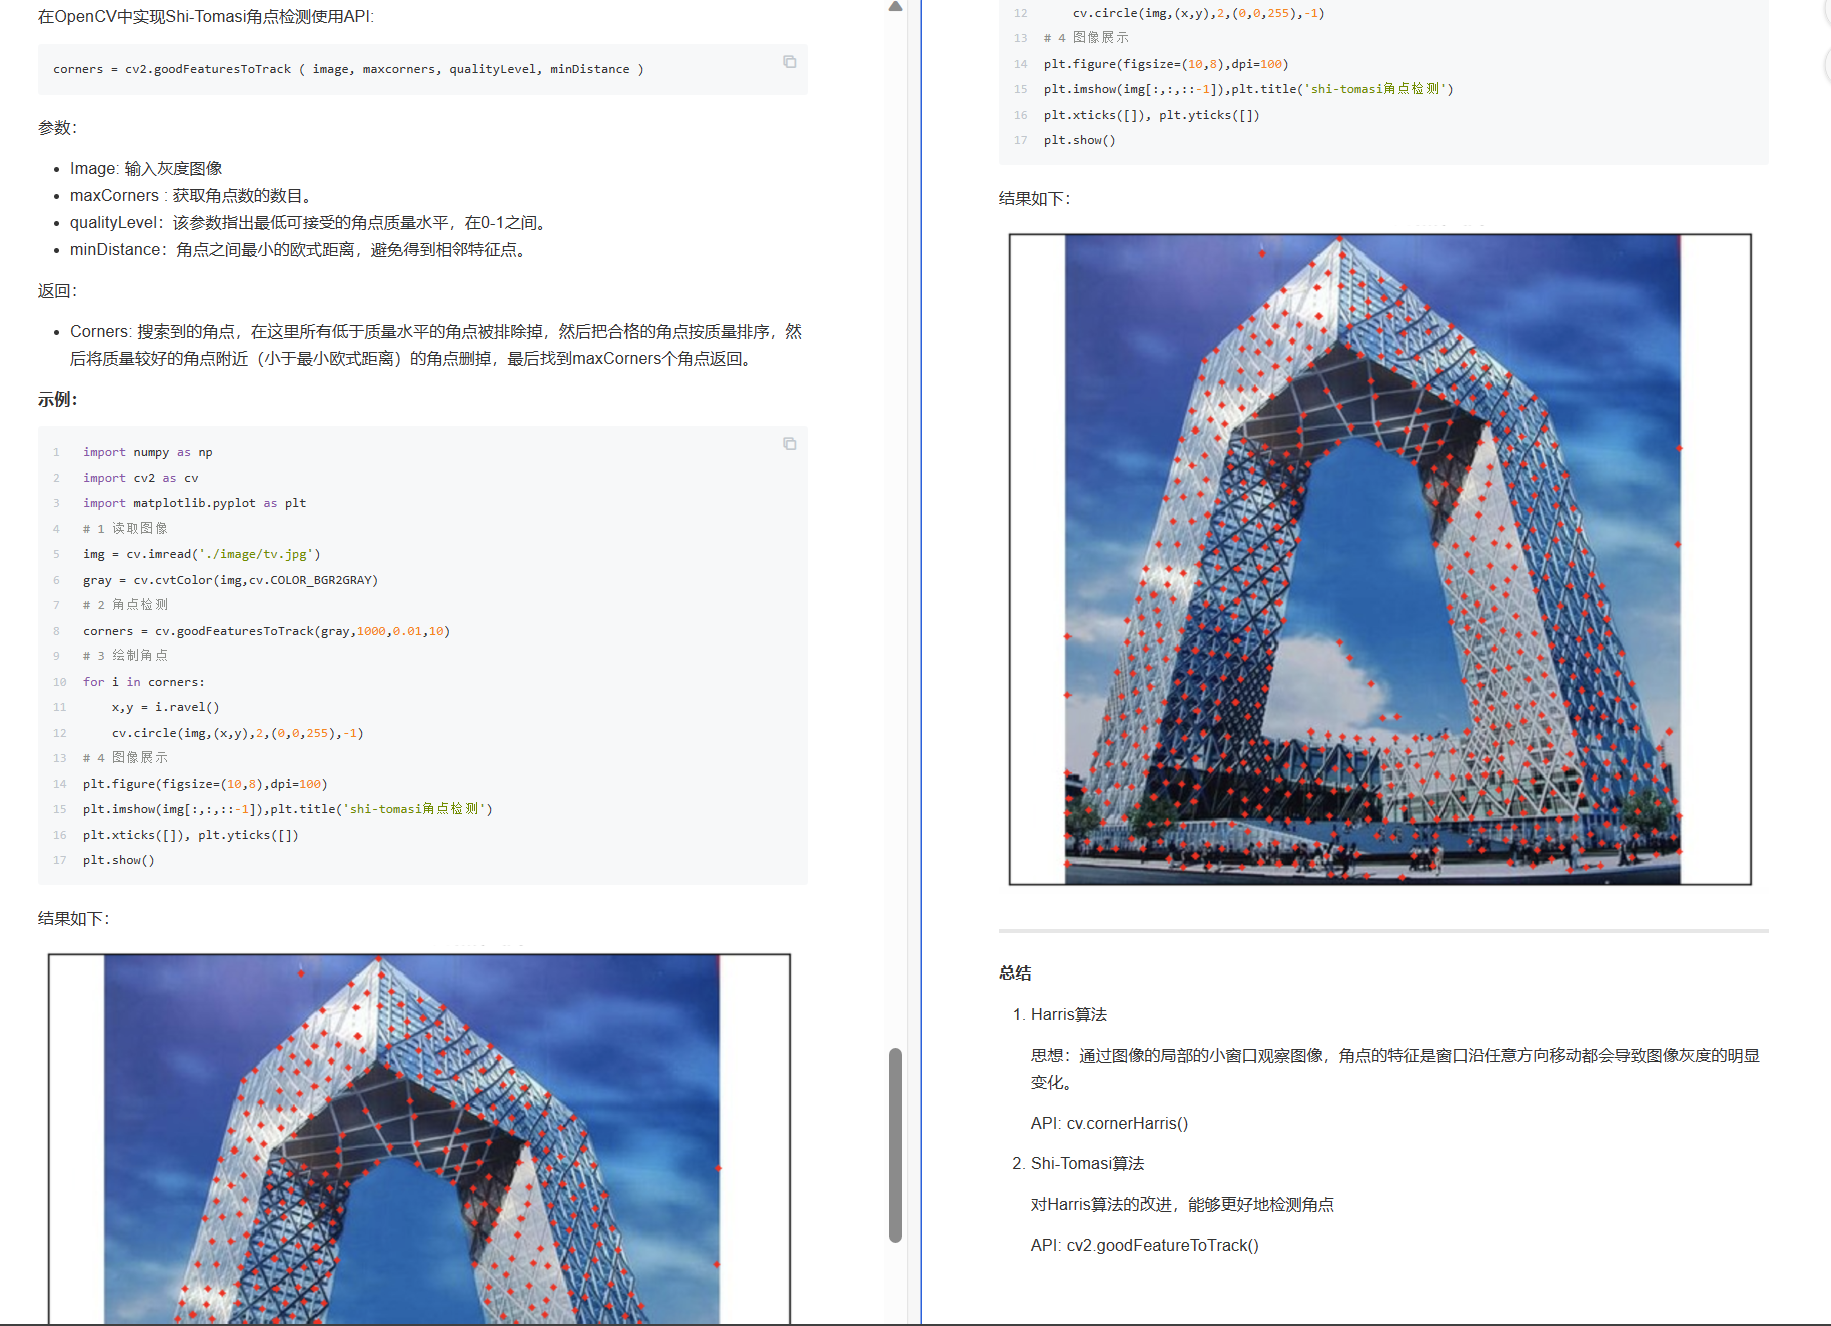 在OpenCV中实现Shi-Tomasi角点检测使用API:
corners = cv2.goodFeaturesToTrack ( image, maxcorners, qualityLevel, minDistance )
参数：
• Image: 输入灰度图像
• maxCorners : 获取角点数的数目。
• qualityLevel：该参数指出最低可接受的角点质量水平，在0-1之间。
• minDistance：角点之间最小的欧式距离，避免得到相邻特征点。
返回：
• Corners: 搜索到的角点，在这里所有低于质量水平的角点被排除掉，然后把合格的角点按质量排序，然
后将质量较好的角点附近（小于最小欧式距离）的角点删掉，最后找到maxCorners个角点返回。
示例：
1 import numpy as np
2 import cv2 as cv
3 import matplotlib.pyplot as plt
4 # 1 读取图像
5 img = cv.imread('./image/tv.jpg')
6 gray = cv.cvtColor(img,cv.COLOR_BGR2GRAY)
7 # 2 角点检测
8 corners = cv.goodFeaturesToTrack(gray,1000,0.01,10)
9 # 3 绘制角点
10 for i in corners:
11     x,y = i.ravel()
12     cv.circle(img,(x,y),2,(0,0,255),-1)
13 # 4 图像展示
14 plt.figure(figsize=(10,8),dpi=100)
15 plt.imshow(img[:,:,::-1]),plt.title('shi-tomasi角点检测')
16 plt.xticks([]), plt.yticks([])
17 plt.show()
结果如下：
12     cv.circle(img,(x,y),2,(0,0,255),-1)
13 # 4 图像展示
14 plt.figure(figsize=(10,8),dpi=100)
15 plt.imshow(img[:,:,::-1]),plt.title('shi-tomasi角点检测')
16 plt.xticks([]), plt.yticks([])
17 plt.show()
结果如下：
总结
1. Harris算法
思想：通过图像的局部的小窗口观察图像，角点的特征是窗口沿任意方向移动都会导致图像灰度的明显
变化。
API: cv.cornerHarris()
2. Shi-Tomasi算法
对Harris算法的改进，能够更好地检测角点
API: cv2.goodFeatureToTrack()